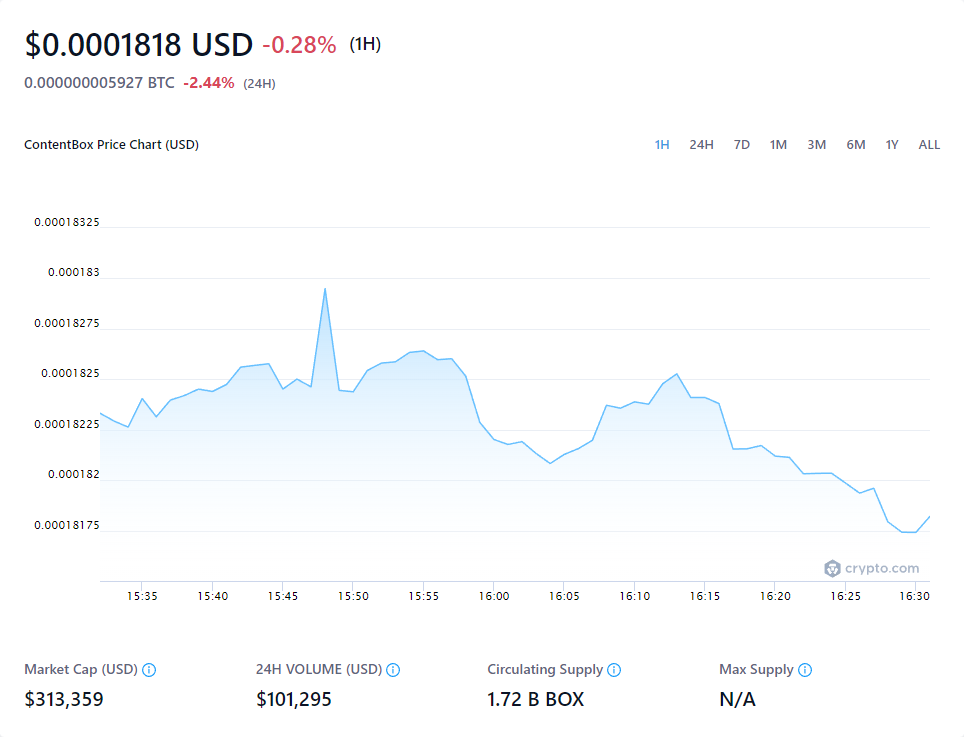 $0.0001818 USD -0.28% (1H)
0.000000005927 BTC -2.44% (24H)
ContentBox Price Chart (USD) 1H 24H 7D 1M 3M 6M 1Y ALL
0.00018325
0.000183
0.00018275
0.0001825
0.00018225
0.000182
0.00018175
crypto.com
15:35 15:40 15:45 15:50 15:55 16:00 16:05 16:10 16:15 16:20 16:25 16:30
Market Cap (USD) 24H VOLUME (USD) Circulating Supply Max Supply
$313,359 $101,295 1.72 B BOX N/A